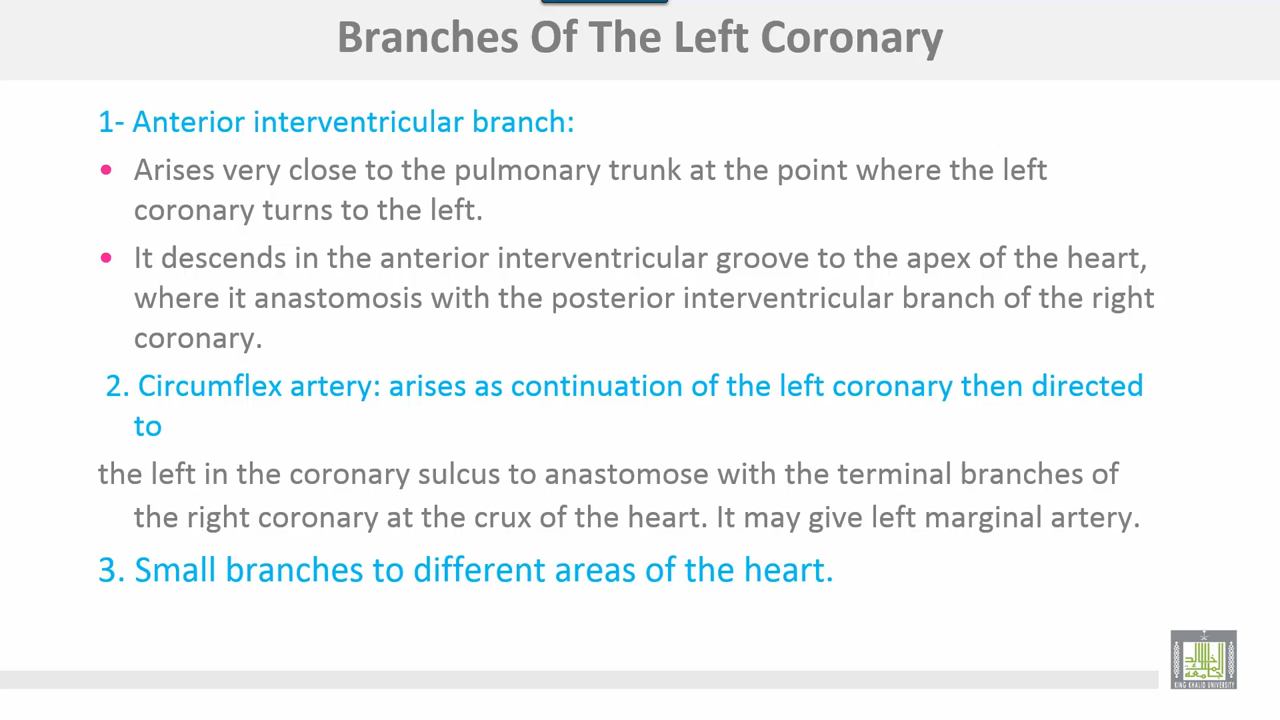 Branches Of The Left Coronary
1- Anterior interventricular branch:
• Arises very close to the pulmonary trunk at the point where the left
coronary turns to the left.
• It descends in the anterior interventricular groove to the apex of the heart,
where it anastomosis with the posterior interventricular branch of the right
coronary.
2. Circumflex artery: arises as continuation of the left coronary then directed
to
the left in the coronary sulcus to anastomose with the terminal branches of
the right coronary at the crux of the heart. It may give left marginal artery.
3. Small branches to different areas of the heart.
KING KHALID UNIVERSITY